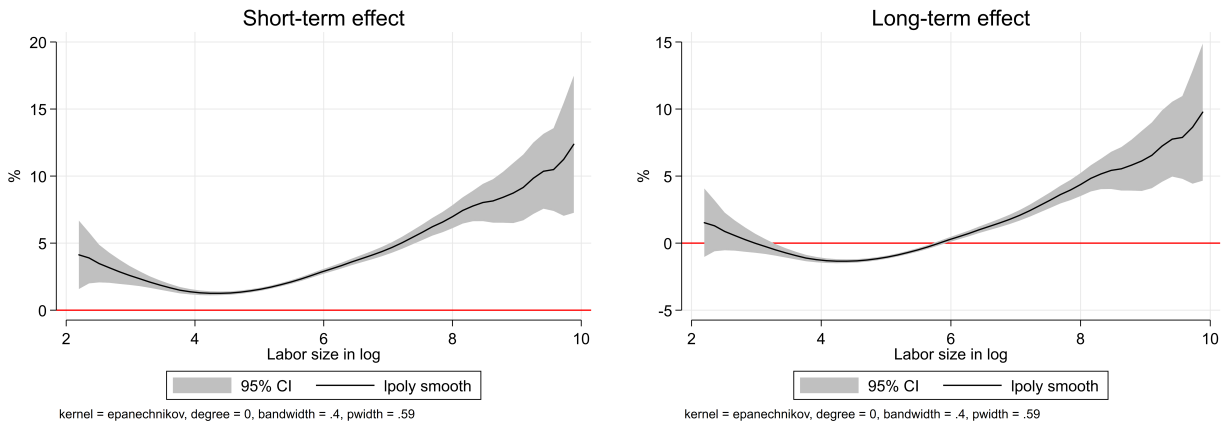 Short-term effect
20
15
10
5
0
%
2 4 6 8 10
Labor size in log
95% CI lpoly smooth
kernel = epanechnikov, degree = 0, bandwidth = .4, pwidth = .59
Long-term effect
15
10
5
0
-5
%
2 4 6 8 10
Labor size in log
95% CI lpoly smooth
kernel = epanechnikov, degree = 0, bandwidth = .4, pwidth = .59